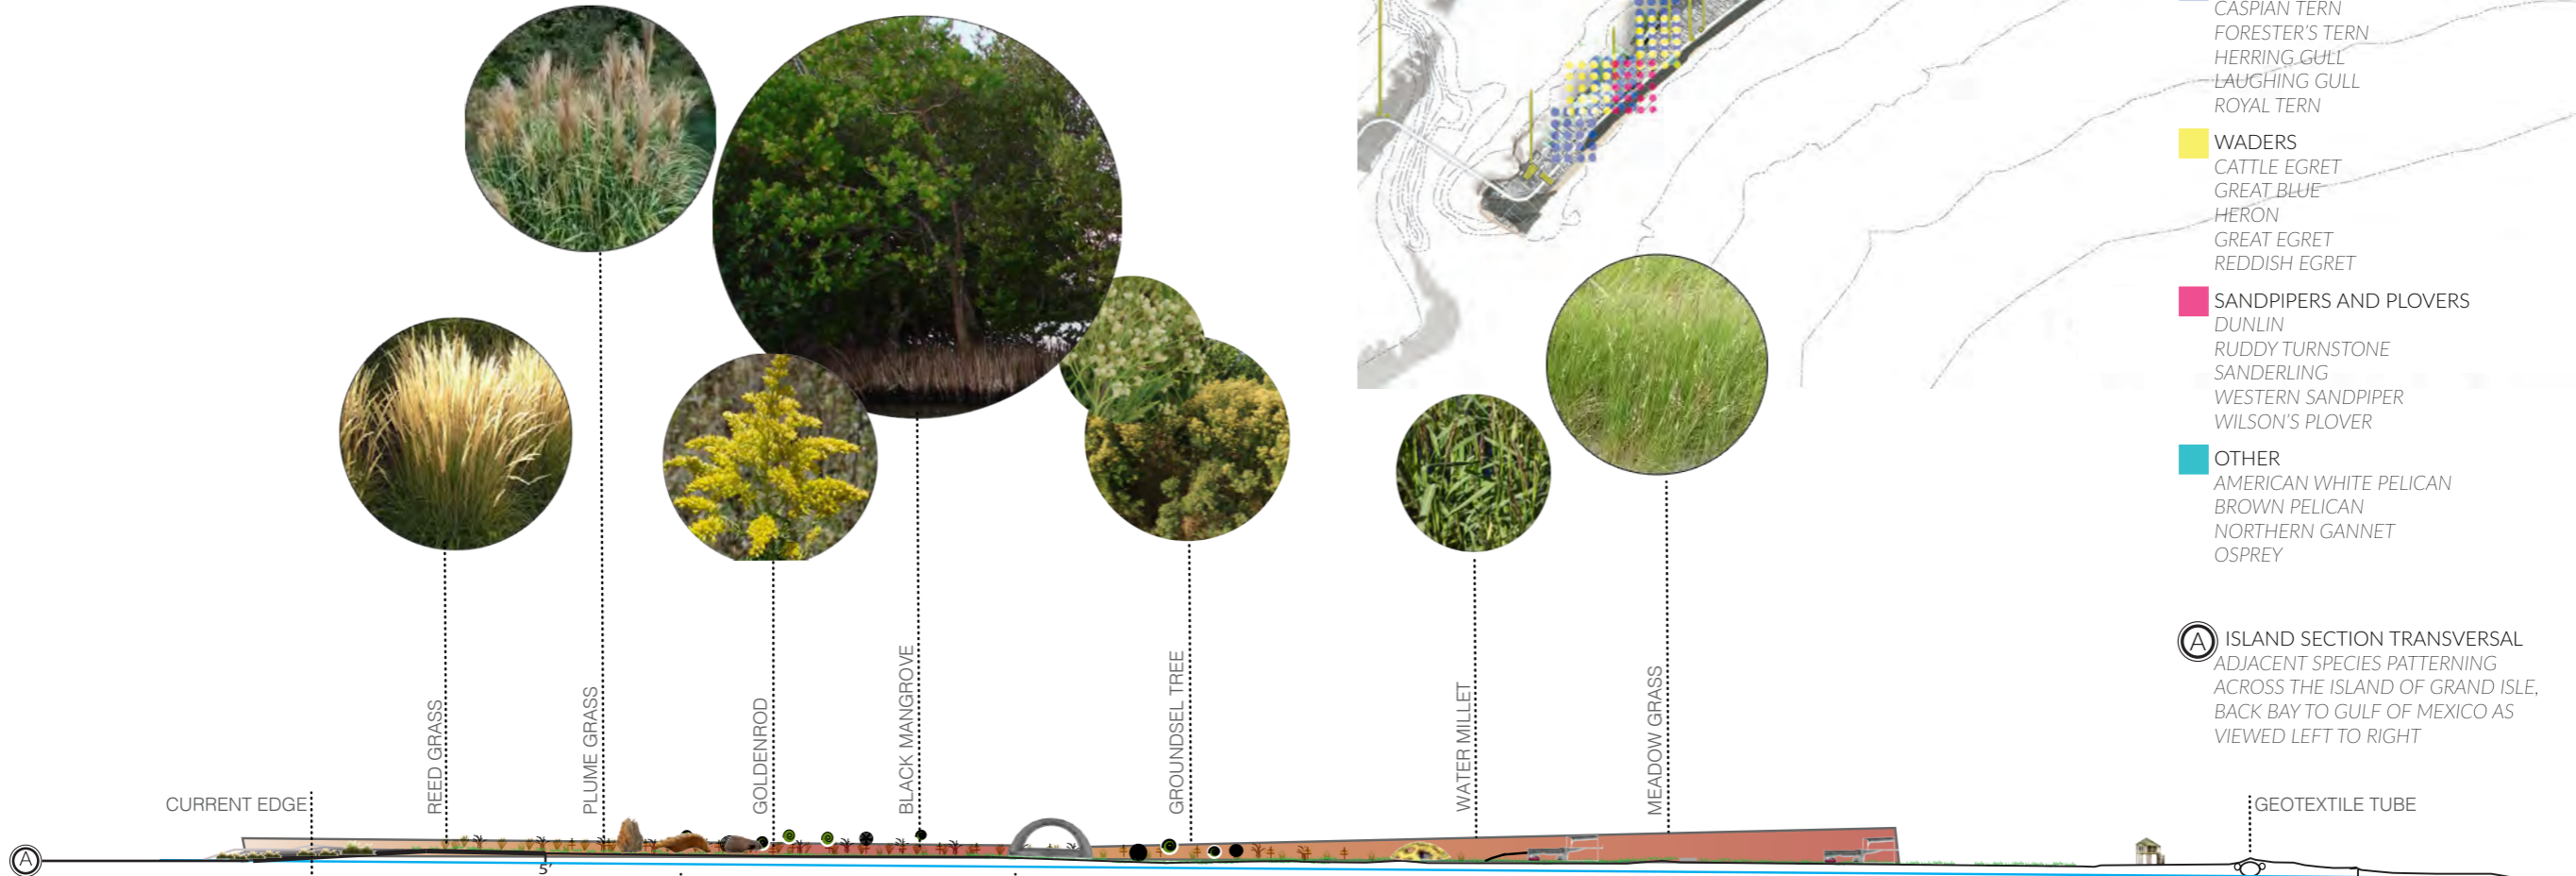 CASPIAN TERN
FORESTER'S TERN
HERRING GULL
LAUGHING GULL
ROYAL TERN
WADERS
CATTLE EGRET
GREAT BLUE
HERON
GREAT EGRET
REDDISH EGRET
SANDPIPERS AND PLOVERS
DUNLIN
RUDDY TURNSTONE
SANDERLING
WESTERN SANDPIPER
WILSON'S PLOVER
OTHER
AMERICAN WHITE PELICAN
BROWN PELICAN
NORTHERN GANNET
OSPREY
A ISLAND SECTION TRANSVERSAL
ADJACENT SPECIES PATTERNING
ACROSS THE ISLAND OF GRAND ISLE,
BACK BAY TO GULF OF MEXICO AS
VIEWED LEFT TO RIGHT
CURRENT EDGE
REED GRASS
PLUME GRASS
GOLDENROD
BLACK MANGROVE
GROUNDSEL TREE
WATER MILLET
MEADOW GRASS
GEOTEXTILE TUBE
A
5'